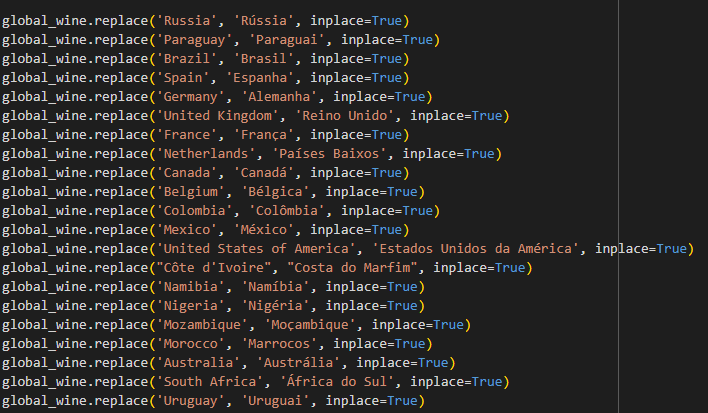 global_wine.replace('Russia', 'Rússia', inplace=True)
global_wine.replace('Paraguay', 'Paraguai', inplace=True)
global_wine.replace('Brazil', 'Brasil', inplace=True)
global_wine.replace('Spain', 'Espanha', inplace=True)
global_wine.replace('Germany', 'Alemanha', inplace=True)
global_wine.replace('United Kingdom', 'Reino Unido', inplace=True)
global_wine.replace('France', 'França', inplace=True)
global_wine.replace('Netherlands', 'Países Baixos', inplace=True)
global_wine.replace('Canada', 'Canadá', inplace=True)
global_wine.replace('Belgium', 'Bélgica', inplace=True)
global_wine.replace('Colombia', 'Colômbia', inplace=True)
global_wine.replace('Mexico', 'México', inplace=True)
global_wine.replace('United States of America', 'Estados Unidos da América', inplace=True)
global_wine.replace("Côte d'Ivoire", "Costa do Marfim", inplace=True)
global_wine.replace('Namibia', 'Namíbia', inplace=True)
global_wine.replace('Nigeria', 'Nigéria', inplace=True)
global_wine.replace('Mozambique', 'Moçambique', inplace=True)
global_wine.replace('Morocco', 'Marrocos', inplace=True)
global_wine.replace('Australia', 'Austrália', inplace=True)
global_wine.replace('South Africa', 'África do Sul', inplace=True)
global_wine.replace('Uruguay', 'Uruguai', inplace=True)